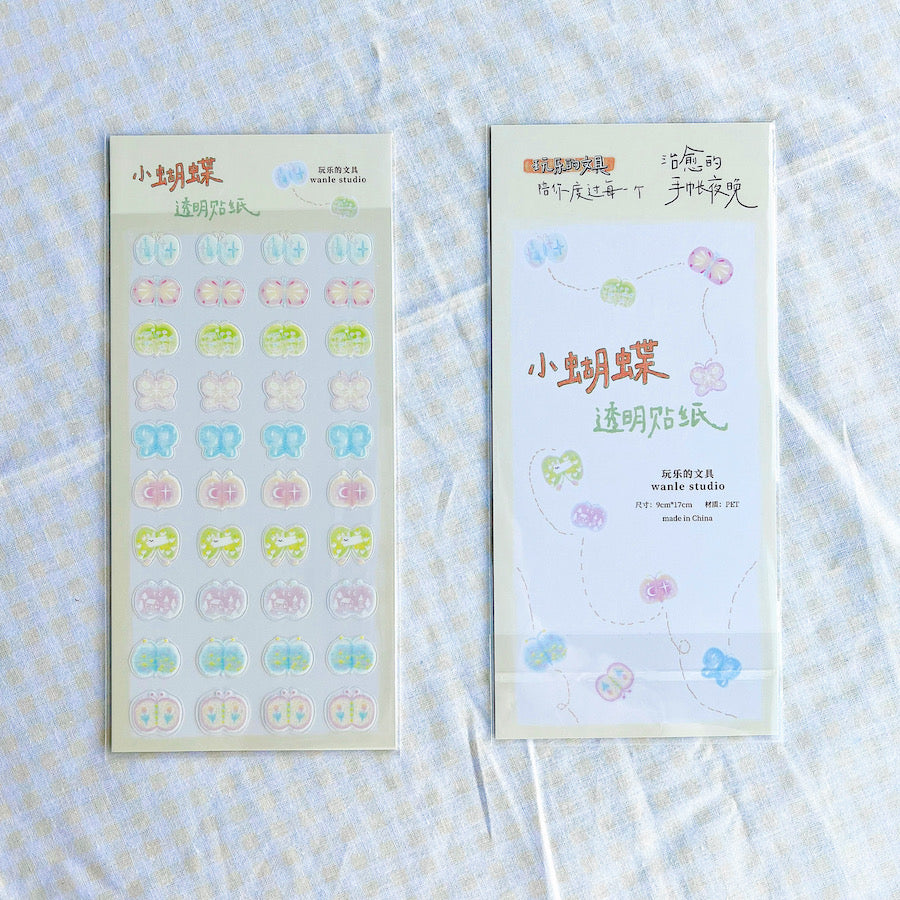 小蝴蝶
透明贴纸
玩乐的文具
wanle studio
玩乐的文具
陪你度过每一个
治愈的
手帐夜晚
小蝴蝶
透明贴纸
玩乐的文具
wanle studio
尺寸：9cm*17cm 材质：PET
made in China